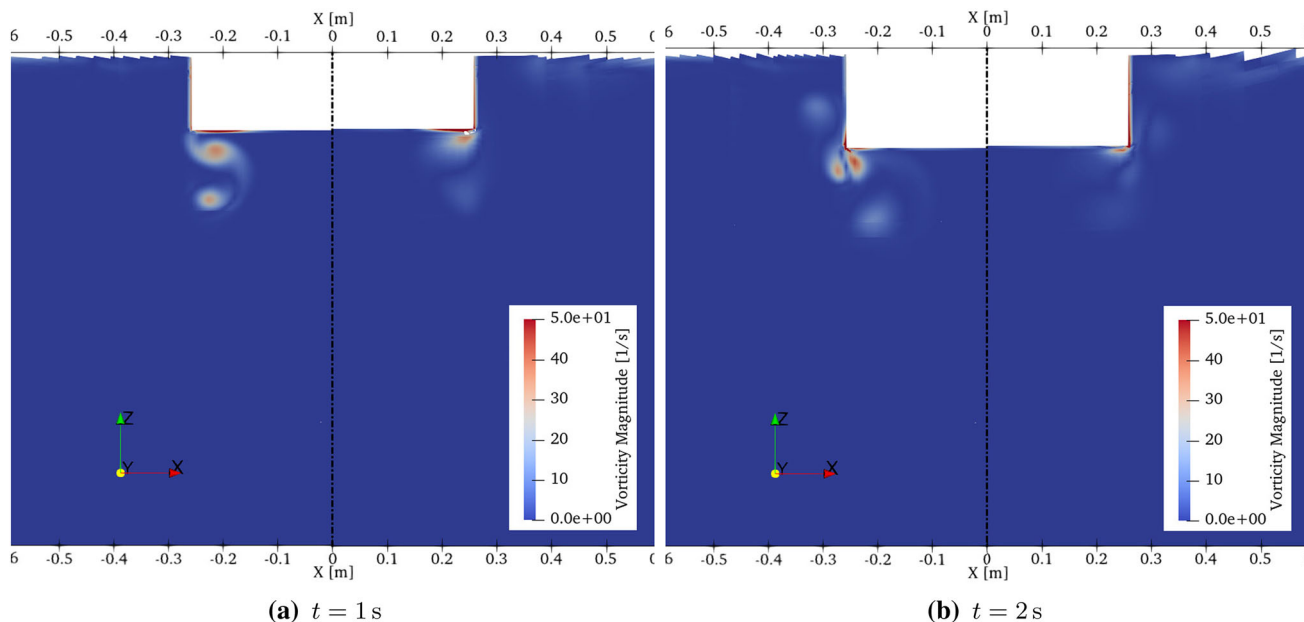 X [m]
X [m]
6 -0.5 -0.4 -0.3 -0.2 -0.1 0 0.1 0.2 0.3 0.4 0.5
-0.5 -0.4 -0.3 -0.2 -0.1 0 0.1 0.2 0.3 0.4 0.5
5.0e+01
40
30
20
10
0.0e+00
Vorticity Magnitude [1/s]
Z
Y
X
5.0e+01
40
30
20
10
0.0e+00
Vorticity Magnitude [1/s]
Z
Y
X
6 -0.5 -0.4 -0.3 -0.2 -0.1 0 0.1 0.2 0.3 0.4 0.5
-0.5 -0.4 -0.3 -0.2 -0.1 0 0.1 0.2 0.3 0.4 0.5
X [m]
X [m]
(a) t = 1 s
(b) t = 2 s